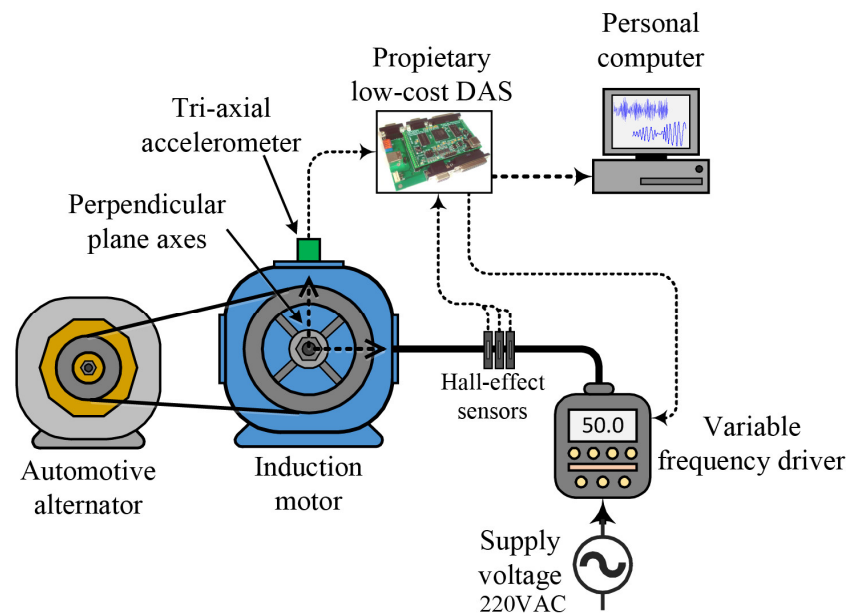 Personal
computer
Propietary
low-cost DAS
Tri-axial
accelerometer
Perpendicular
plane axes
Hall-effect
sensors
50.0
Variable
frequency driver
Automotive
alternator
Induction
motor
Supply
voltage
220VAC